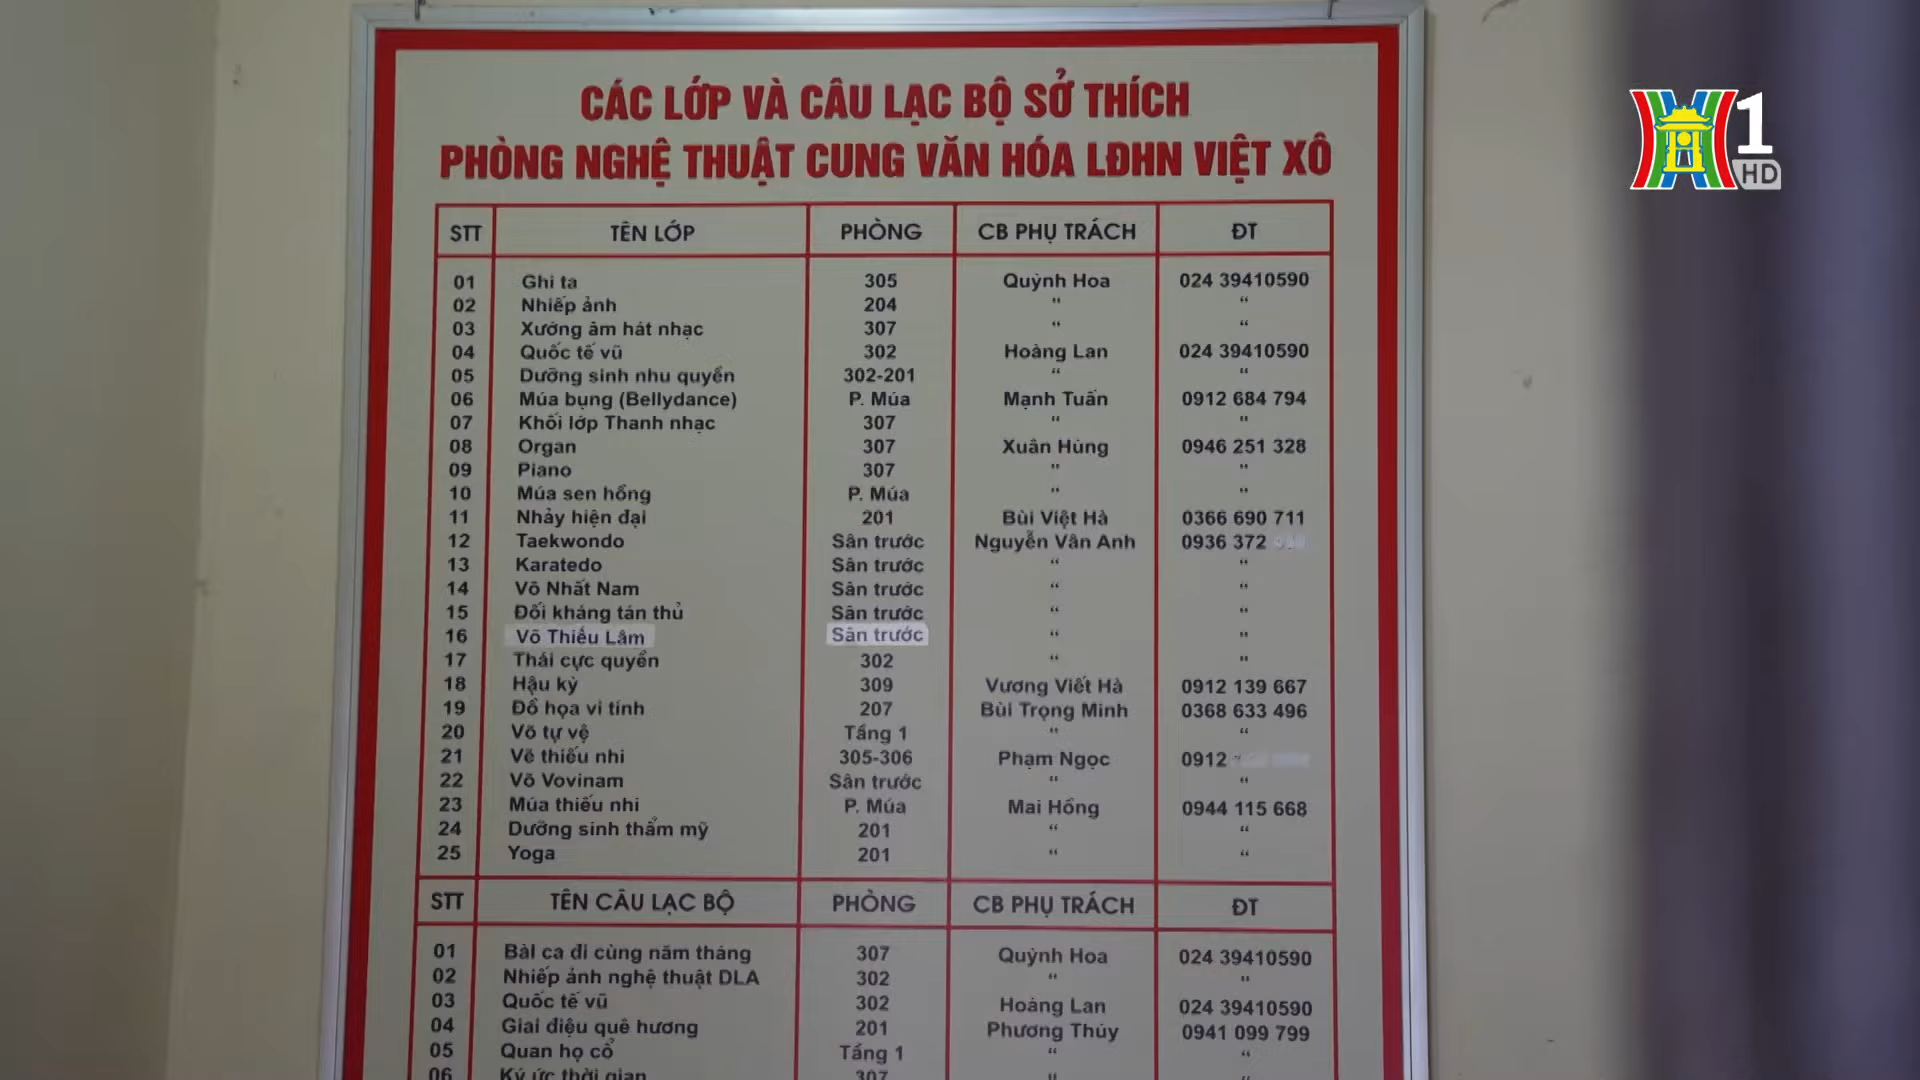 CÁC LỚP VÀ CÂU LẠC BỘ SỞ THÍCH
PHÒNG NGHỆ THUẬT CUNG VĂN HÓA LĐHN VIỆT XÔ
1
HD
STT TÊN LỚP PHÒNG CB PHỤ TRÁCH ĐT
01 Ghi ta 305 Quỳnh Hoa 024 39410590
02 Nhiếp ảnh 204 " "
03 Xướng âm hát nhạc 307 " "
04 Quốc tế vũ 302 Hoàng Lan 024 39410590
05 Dưỡng sinh nhu quyền 302-201 " "
06 Múa bụng (Bellydance) P. Múa Mạnh Tuấn 0912 684 794
07 Khối lớp Thanh nhạc 307 " "
08 Organ 307 Xuân Hùng 0946 251 328
09 Piano 307 " "
10 Múa sen hồng P. Múa " "
11 Nhảy hiện đại 201 Bùi Việt Hà 0366 690 711
12 Taekwondo Sân trước Nguyễn Vân Anh 0936 372
13 Karatedo Sân trước " "
14 Võ Nhất Nam Sân trước " "
15 Đối kháng tán thủ Sân trước " "
16 Võ Thiếu Lâm Sân trước " "
17 Thái cực quyền 302 " "
18 Hậu kỳ 309 Vương Viết Hà 0912 139 667
19 Đồ họa vi tính 207 Bùi Trọng Minh 0368 633 496
20 Võ tự vệ Tầng 1 " "
21 Vẽ thiếu nhi 305-306 Phạm Ngọc 0912
22 Võ Vovinam Sân trước " "
23 Múa thiếu nhi P. Múa Mai Hồng 0944 115 668
24 Dưỡng sinh thẩm mỹ 201 " "
25 Yoga 201 " "
STT TÊN CÂU LẠC BỘ PHÒNG CB PHỤ TRÁCH ĐT
01 Bài ca đi cùng năm tháng 307 Quỳnh Hoa 024 39410590
02 Nhiếp ảnh nghệ thuật DLA 302 " "
03 Quốc tế vũ 302 Hoàng Lan 024 39410590
04 Giai điệu quê hương 201 Phương Thúy 0941 099 799
05 Quan họ cổ Tầng 1 " "
06 Ký ức thời gian 307 " "